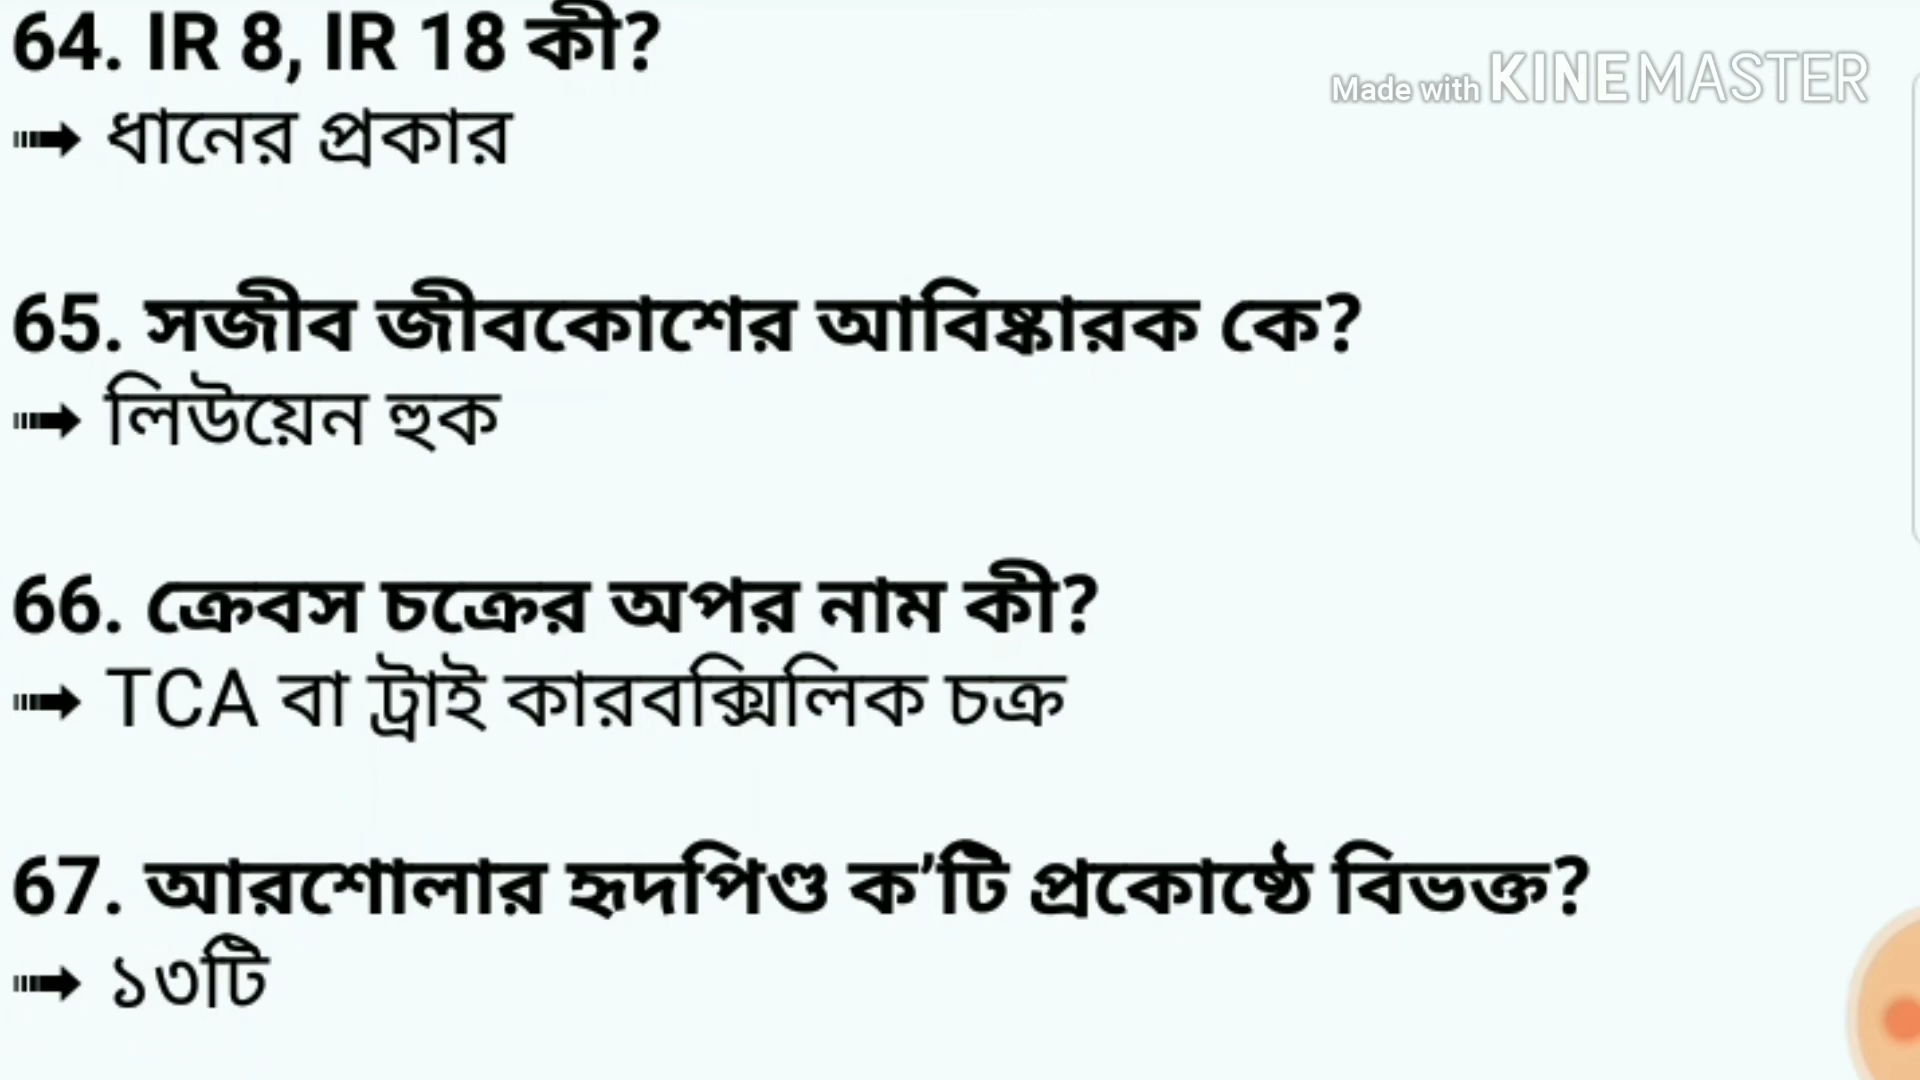 64. IR 8, IR 18 কী?
Made with KINEMASTER
➟ ধানের প্রকার
65. সজীব জীবকোশের আবিষ্কারক কে?
➟ লিউয়েন হুক
66. ক্রেবস চক্রের অপর নাম কী?
➟ TCA বা ট্রাই কারবক্সিলিক চক্র
67. আরশোলার হৃদপিণ্ড ক'টি প্রকোষ্ঠে বিভক্ত?
➟ ১৩টি